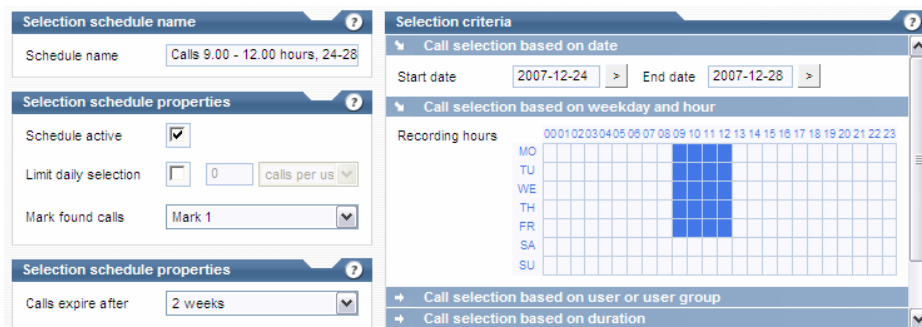 Selection schedule name ?
Schedule name Calls 9.00 - 12.00 hours, 24-28
Selection schedule properties ?
Schedule active
Limit daily selection 0 calls per us
Mark found calls Mark 1
Selection schedule properties ?
Calls expire after 2 weeks
Selection criteria ?
Call selection based on date
Start date 2007-12-24 > End date 2007-12-28 >
Call selection based on weekday and hour
Recording hours 00 01 02 03 04 05 06 07 08 09 10 11 12 13 14 15 16 17 18 19 20 21 22 23
MO
TU
WE
TH
FR
SA
SU
Call selection based on user or user group
Call selection based on duration